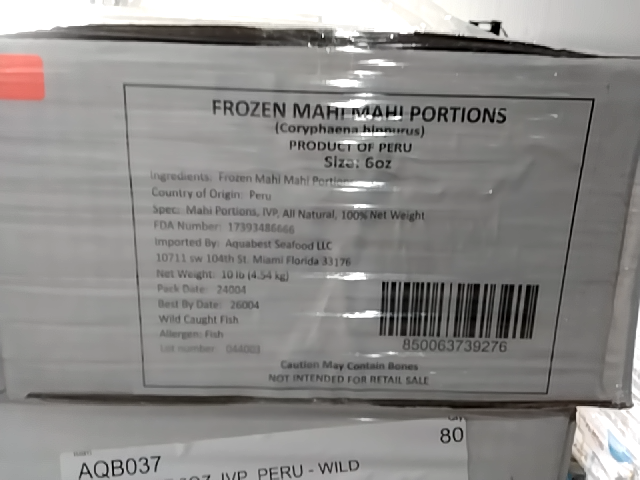 FROZEN MAHI MAHI PORTIONS
(Coryphaena hippurus)
PRODUCT OF PERU
Size: 6oz
Ingredients: Frozen Mahi Mahi
Country of Origin: Peru
Spec: Mahi Portions, IVP, All Natural, 100% Net Weight
FDA Number: 17393486666
Imported By: Aquabest Seafood LLC
10711 sw 104th St. Miami Florida 33176
Net Weight: 10 lb (4.54 kg)
Pack Date: 24004
Best By Date: 26004
Wild Caught Fish
Allergen: Fish
Lot number
850063739276
Caution May Contain Bones
NOT INTENDED FOR RETAIL SALE
80
AQB037
IVP, PERU - WILD